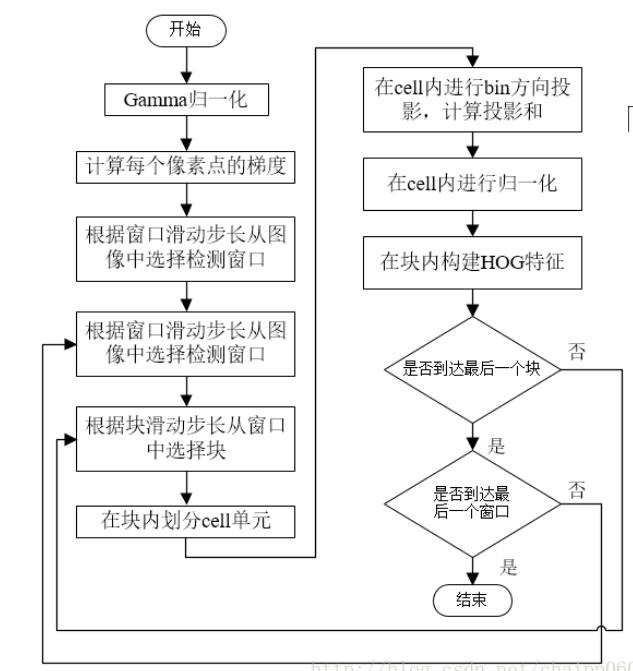 开始
Gamma归一化
计算每个像素点的梯度
根据窗口滑动步长从图
像中选择检测窗口
根据窗口滑动步长从图
像中选择检测窗口
根据块滑动步长从窗口
中选择块
在块内划分cell单元
在cell内进行bin方向投
影，计算投影和
在cell内进行归一化
在块内构建HOG特征
是否到达最后一个块
否
是
是否到达最
后一个窗口
否
是
结束
http://blog.csdn.net/chaipp060